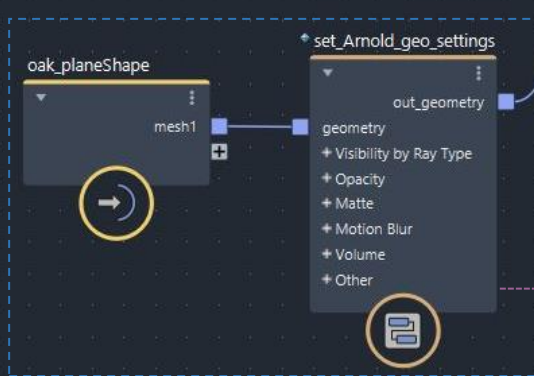 oak_planeShape
mesh1
set_Arnold_geo_settings
out_geometry
geometry
Visibility by Ray Type
Opacity
Matte
Motion Blur
Volume
Other